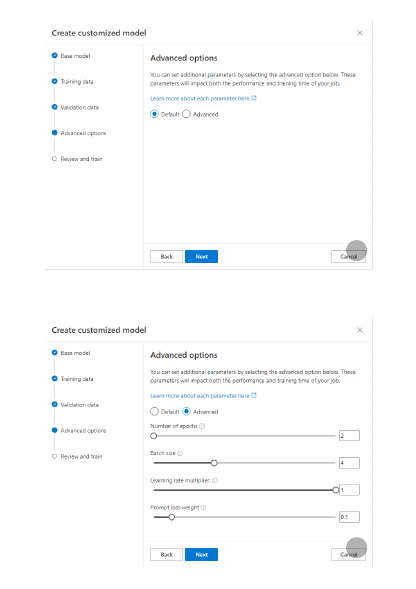 Create customized model
Base model
Training data
Validation data
Advanced options
Review and train
Advanced options
You can set additional parameters by selecting the advanced option below. These
parameters will impact both the performance and training time of your job.
Learn more about each parameter here
Default Advanced
Back Next Cancel
Create customized model
Base model
Training data
Validation data
Advanced options
Review and train
Advanced options
You can set additional parameters by selecting the advanced option below. These
parameters will impact both the performance and training time of your job.
Learn more about each parameter here
Default Advanced
Number of epochs
2
Batch size
4
Learning rate multiplier
1
Prompt loss weight
0.1
Back Next Cancel